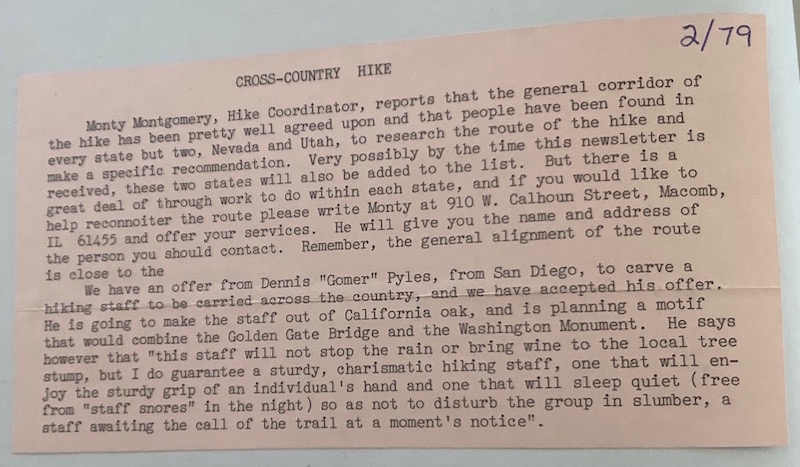 2/79
CROSS-COUNTRY HIKE
Monty Montgomery, Hike Coordinator, reports that the general corridor of
the hike has been pretty well agreed upon and that people have been found in
every state but two, Nevada and Utah, to research the route of the hike and
make a specific recommendation. Very possibly by the time this newsletter is
received, these two states will also be added to the list. But there is a
great deal of through work to do within each state, and if you would like to
help reconnoiter the route please write Monty at 910 W. Calhoun Street, Macomb,
IL 61455 and offer your services. He will give you the name and address of
the person you should contact. Remember, the general alignment of the route
is close to the
We have an offer from Dennis "Gomer" Pyles, from San Diego, to carve a
hiking staff to be carried across the country, and we have accepted his offer.
He is going to make the staff out of California oak, and is planning a motif
that would combine the Golden Gate Bridge and the Washington Monument. He says
however that "this staff will not stop the rain or bring wine to the local tree
stump, but I do guarantee a sturdy, charismatic hiking staff, one that will en-
joy the sturdy grip of an individual's hand and one that will sleep quiet (free
from "staff snores" in the night) so as not to disturb the group in slumber, a
staff awaiting the call of the trail at a moment's notice".